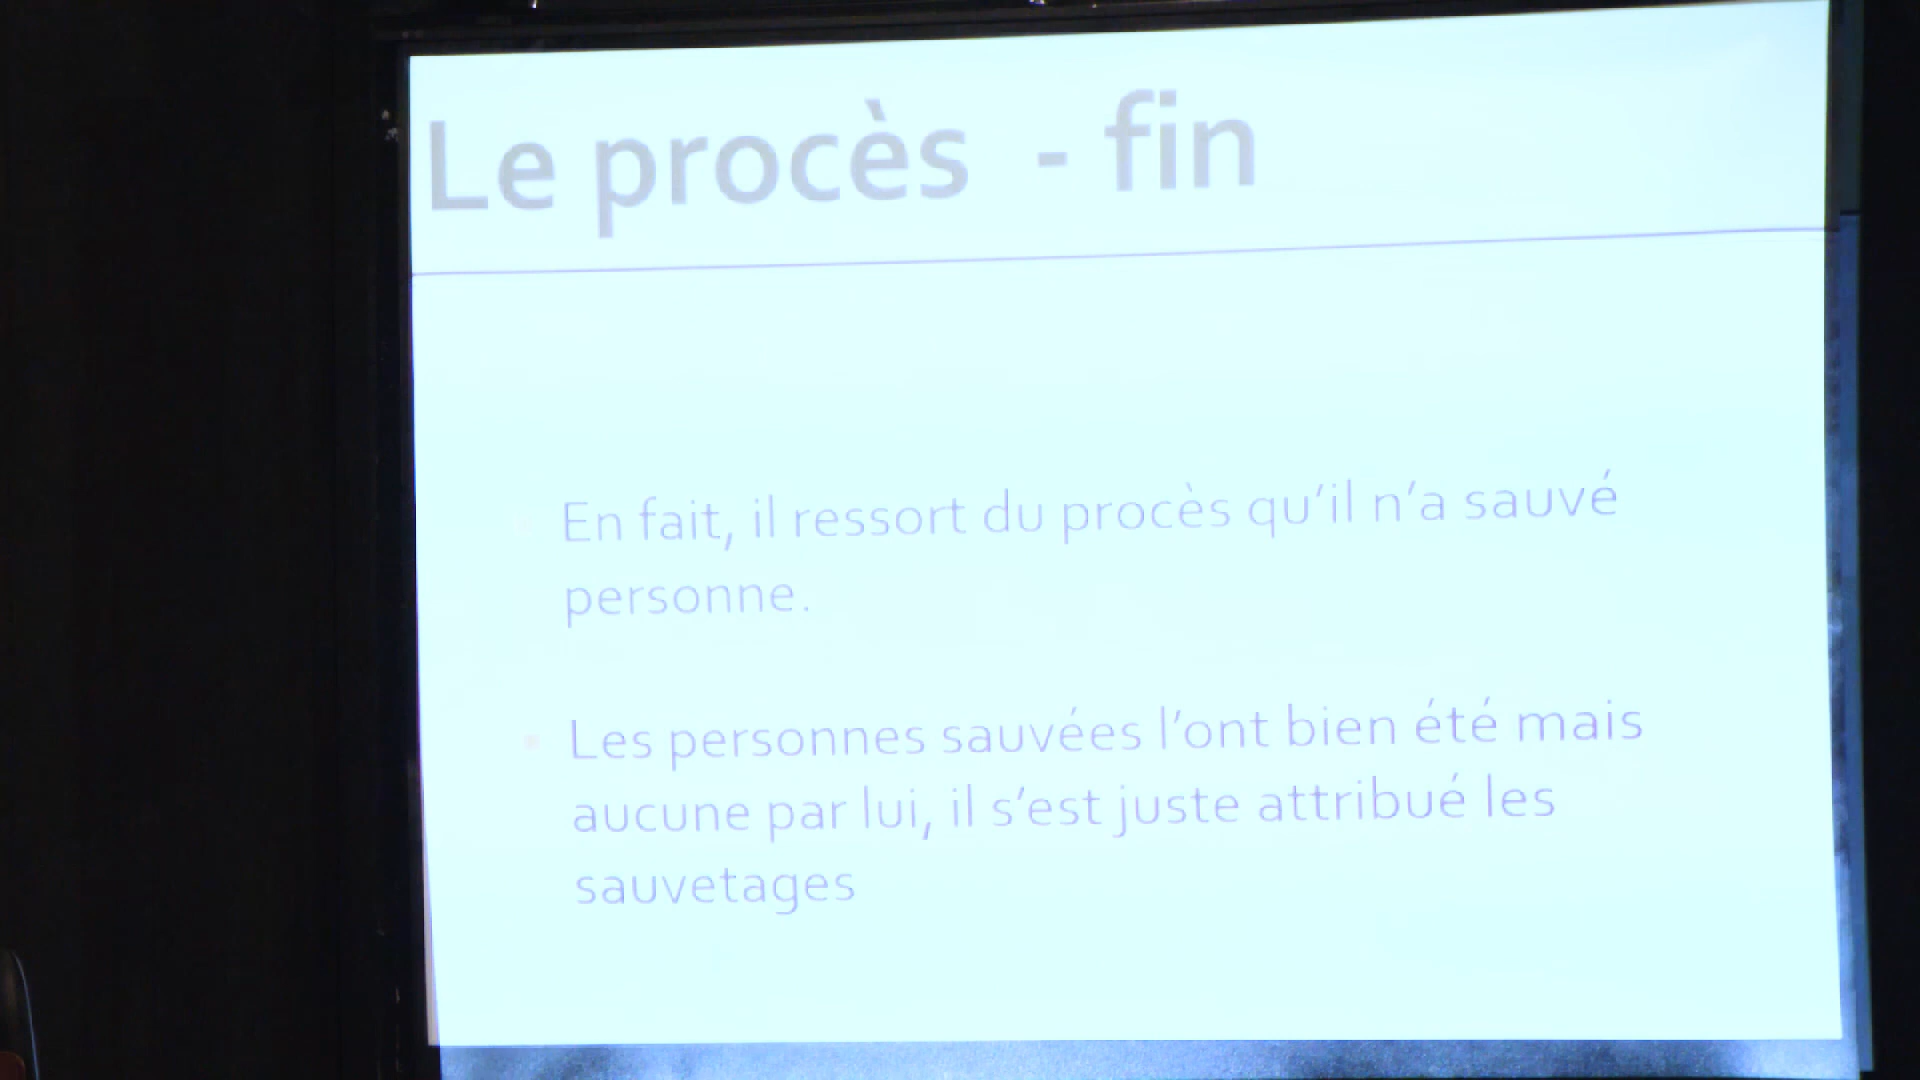 Le procès - fin
En fait, il ressort du procès qu’il n’a sauvé
personne.
Les personnes sauvées l’ont bien été mais
aucune par lui, il s’est juste attribué les
sauvetages